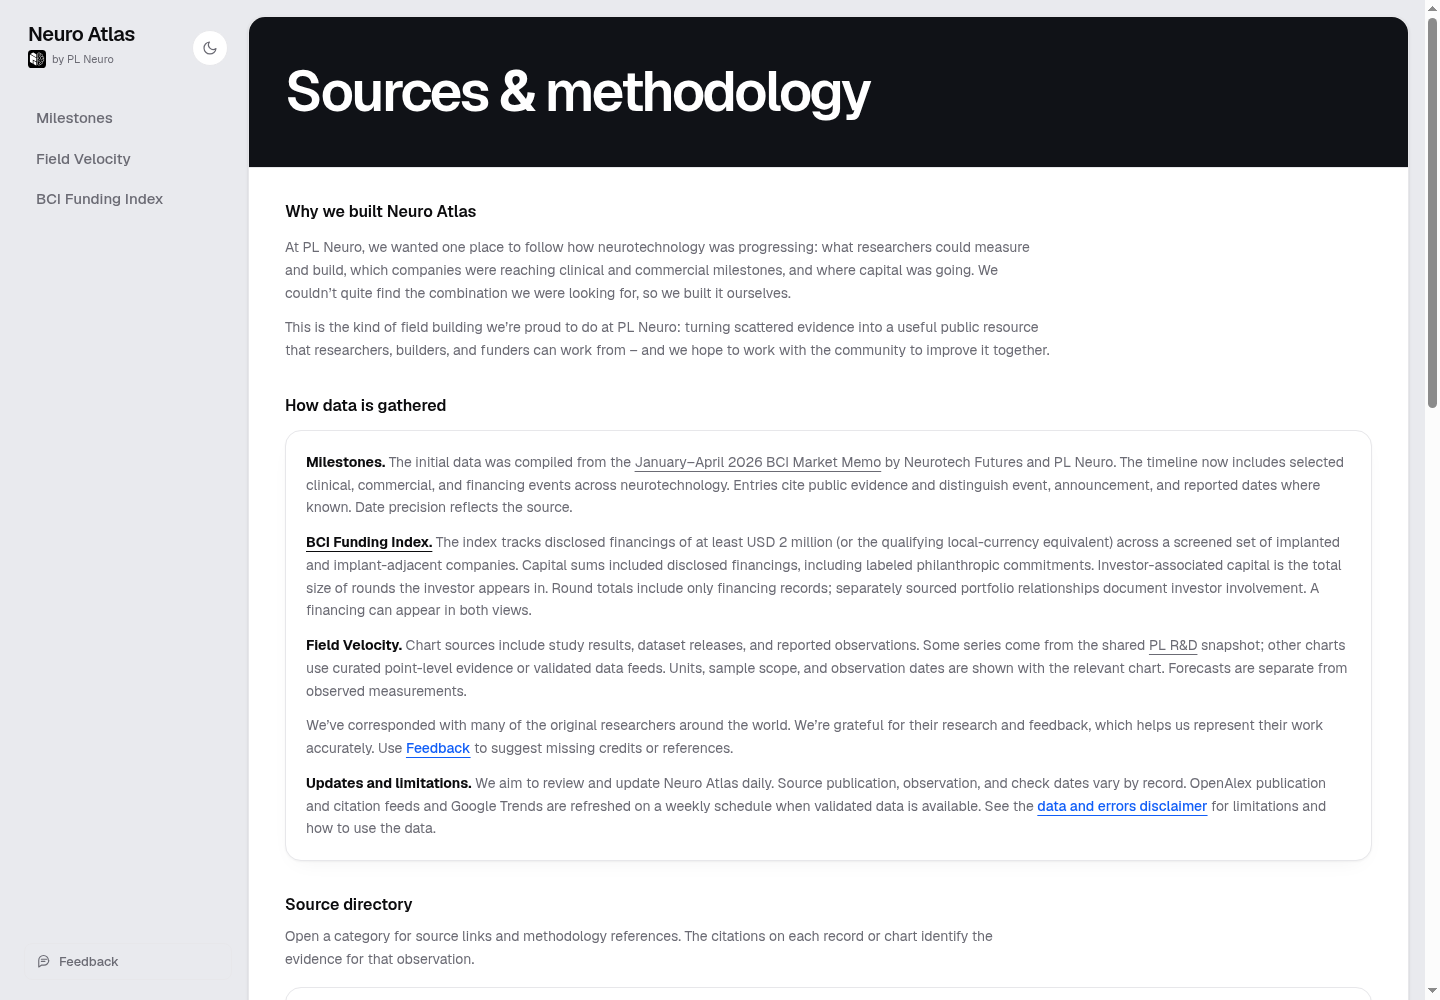 Neuro Atlas
by PL Neuro
Milestones
Field Velocity
BCI Funding Index
Feedback
Sources & methodology
Why we built Neuro Atlas
At PL Neuro, we wanted one place to follow how neurotechnology was progressing: what researchers could measure
and build, which companies were reaching clinical and commercial milestones, and where capital was going. We
couldn’t quite find the combination we were looking for, so we built it ourselves.
This is the kind of field building we’re proud to do at PL Neuro: turning scattered evidence into a useful public resource
that researchers, builders, and funders can work from – and we hope to work with the community to improve it together.
How data is gathered
Milestones. The initial data was compiled from the January–April 2026 BCI Market Memo by Neurotech Futures and PL Neuro. The timeline now includes selected
clinical, commercial, and financing events across neurotechnology. Entries cite public evidence and distinguish event, announcement, and reported dates where
known. Date precision reflects the source.
BCI Funding Index. The index tracks disclosed financings of at least USD 2 million (or the qualifying local-currency equivalent) across a screened set of implanted
and implant-adjacent companies. Capital sums included disclosed financings, including labeled philanthropic commitments. Investor-associated capital is the total
size of rounds the investor appears in. Round totals include only financing records; separately sourced portfolio relationships document investor involvement. A
financing can appear in both views.
Field Velocity. Chart sources include study results, dataset releases, and reported observations. Some series come from the shared PL R&D snapshot; other charts
use curated point-level evidence or validated data feeds. Units, sample scope, and observation dates are shown with the relevant chart. Forecasts are separate from
observed measurements.
We’ve corresponded with many of the original researchers around the world. We’re grateful for their research and feedback, which helps us represent their work
accurately. Use Feedback to suggest missing credits or references.
Updates and limitations. We aim to review and update Neuro Atlas daily. Source publication, observation, and check dates vary by record. OpenAlex publication
and citation feeds and Google Trends are refreshed on a weekly schedule when validated data is available. See the data and errors disclaimer for limitations and
how to use the data.
Source directory
Open a category for source links and methodology references. The citations on each record or chart identify the
evidence for that observation.